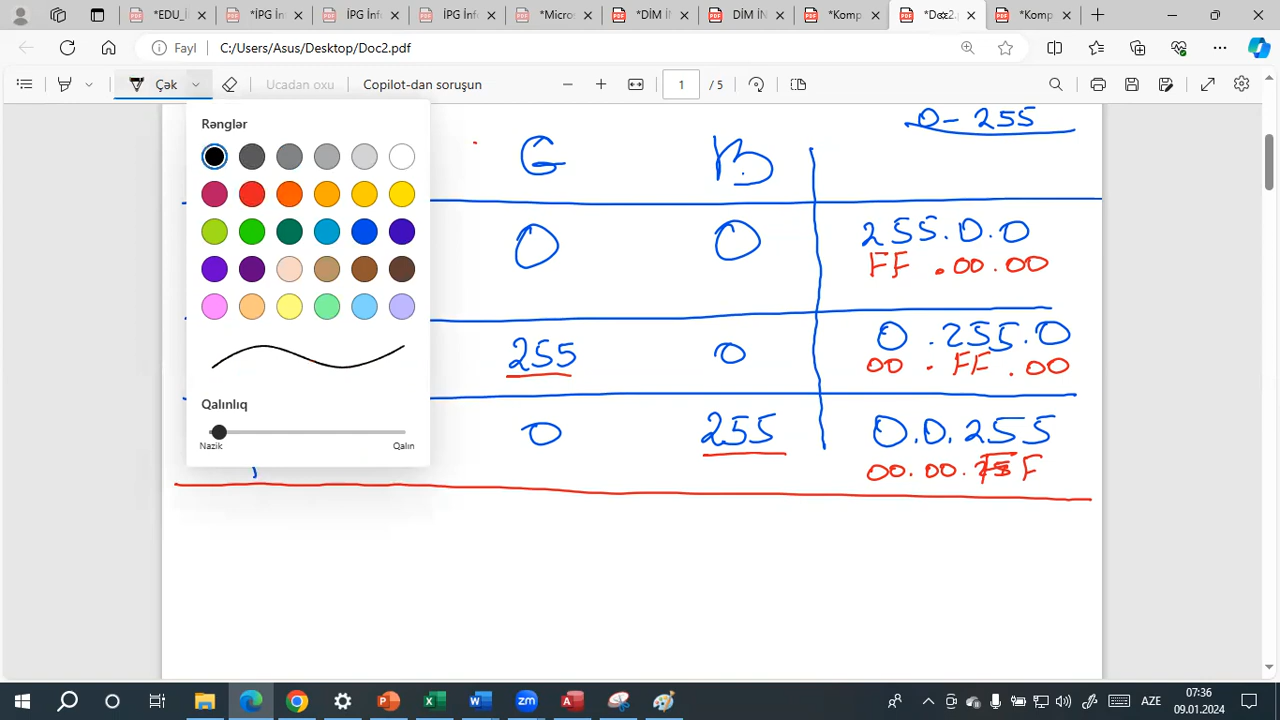 *EDU_İ
*İPG İnf
İPG İnf
İPG İnf
*Micros
*DİM İN
DİM İN
*Komp
*Doc2.p
*Komp
Fayl C:/Users/Asus/Desktop/Doc2.pdf
Çək Ucadan oxu Copilot-dan soruşun 1 /5
Rənglər
Qalınlıq
Nazik Qalın
0-255
G B
0 0 255.0.0
FF .00.00
255 0 0.255.0
00.FF.00
0 255 0.0.255
00.00.FF
AZE
07:36
09.01.2024